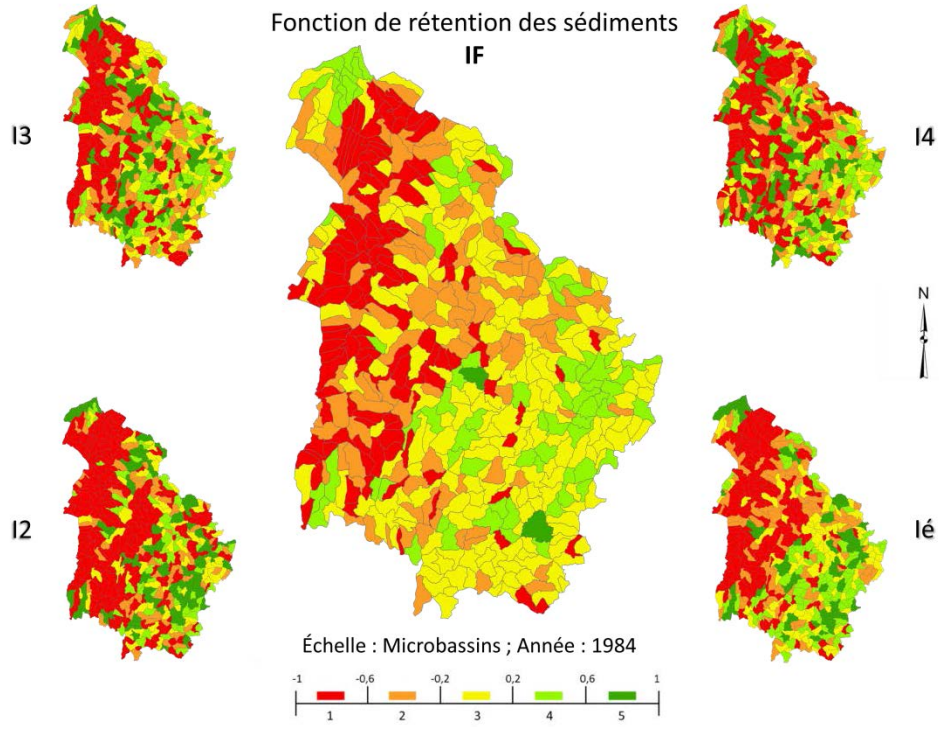 Fonction de rétention des sédiments
IF
I3
I4
N
I2
Ié
Échelle : Microbassins ; Année : 1984
-1 -0,6 -0,2 0,2 0,6 1
1 2 3 4 5